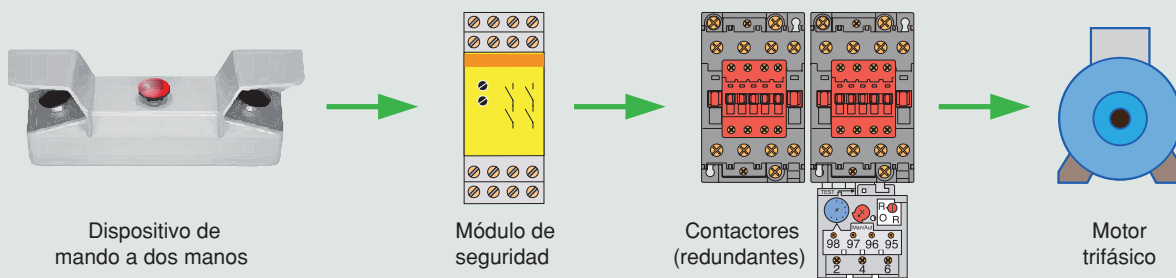 TEST
Man/Aut
R
O R
98 97 96 95
2 4 6
Dispositivo de
mando a dos manos
Módulo de
seguridad
Contactores
(redundantes)
Motor
trifásico